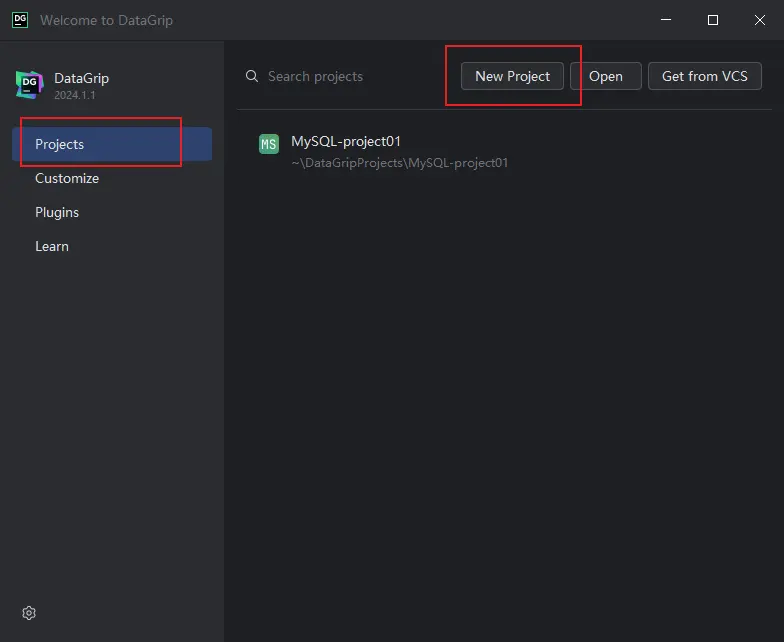 DG Welcome to DataGrip
DG DataGrip
2024.1.1
Projects
Customize
Plugins
Learn
Search projects
New Project
Open
Get from VCS
MS MySQL-project01
~\DataGripProjects\MySQL-project01